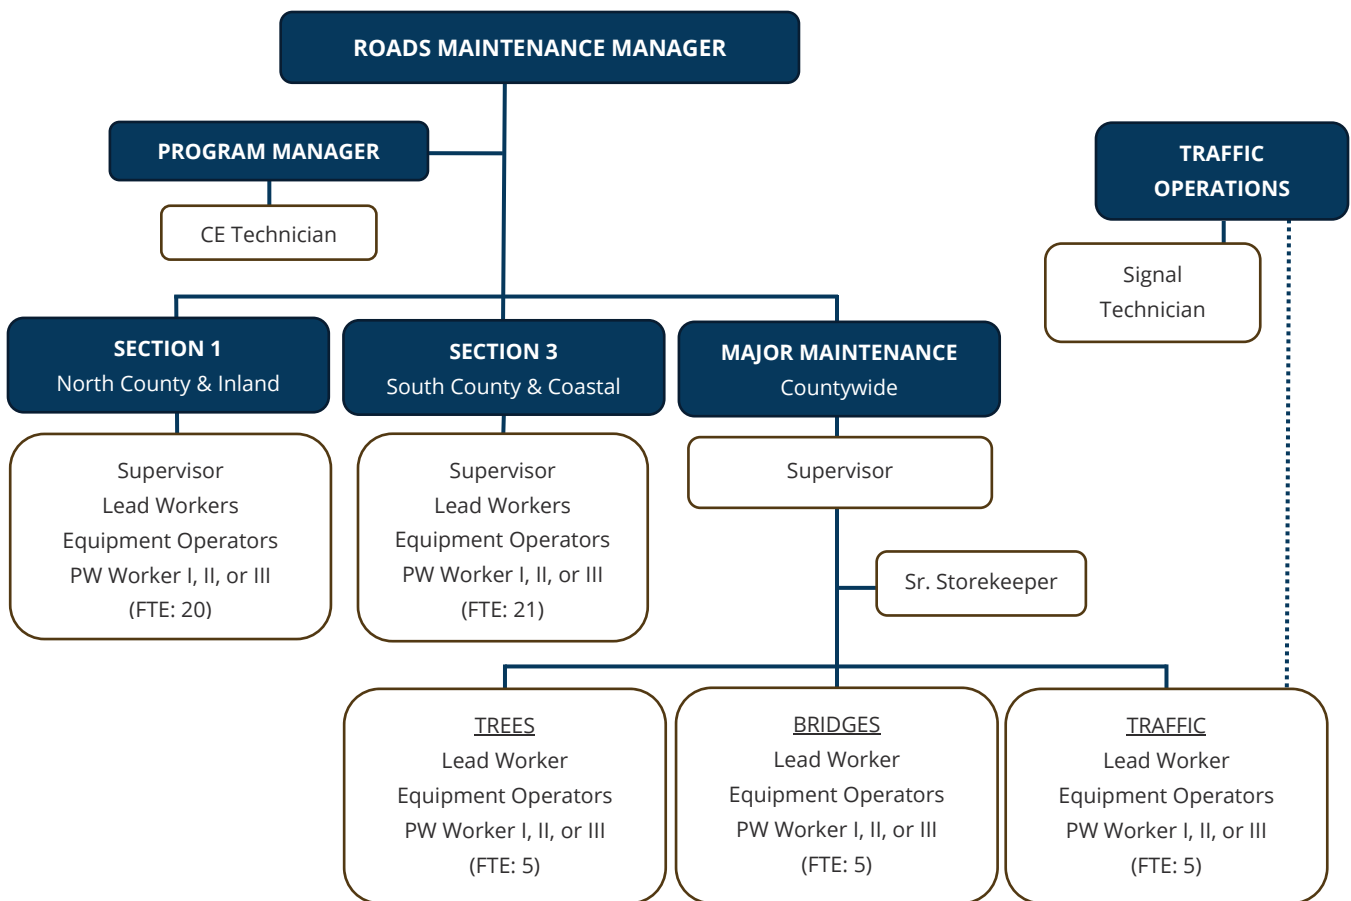 ROADS MAINTENANCE MANAGER
PROGRAM MANAGER
CE Technician
TRAFFIC
OPERATIONS
Signal
Technician
SECTION 1
North County & Inland
Supervisor
Lead Workers
Equipment Operators
PW Worker I, II, or III
(FTE: 20)
SECTION 3
South County & Coastal
Supervisor
Lead Workers
Equipment Operators
PW Worker I, II, or III
(FTE: 21)
MAJOR MAINTENANCE
Countywide
Supervisor
Sr. Storekeeper
TREES
Lead Worker
Equipment Operators
PW Worker I, II, or III
(FTE: 5)
BRIDGES
Lead Worker
Equipment Operators
PW Worker I, II, or III
(FTE: 5)
TRAFFIC
Lead Worker
Equipment Operators
PW Worker I, II, or III
(FTE: 5)